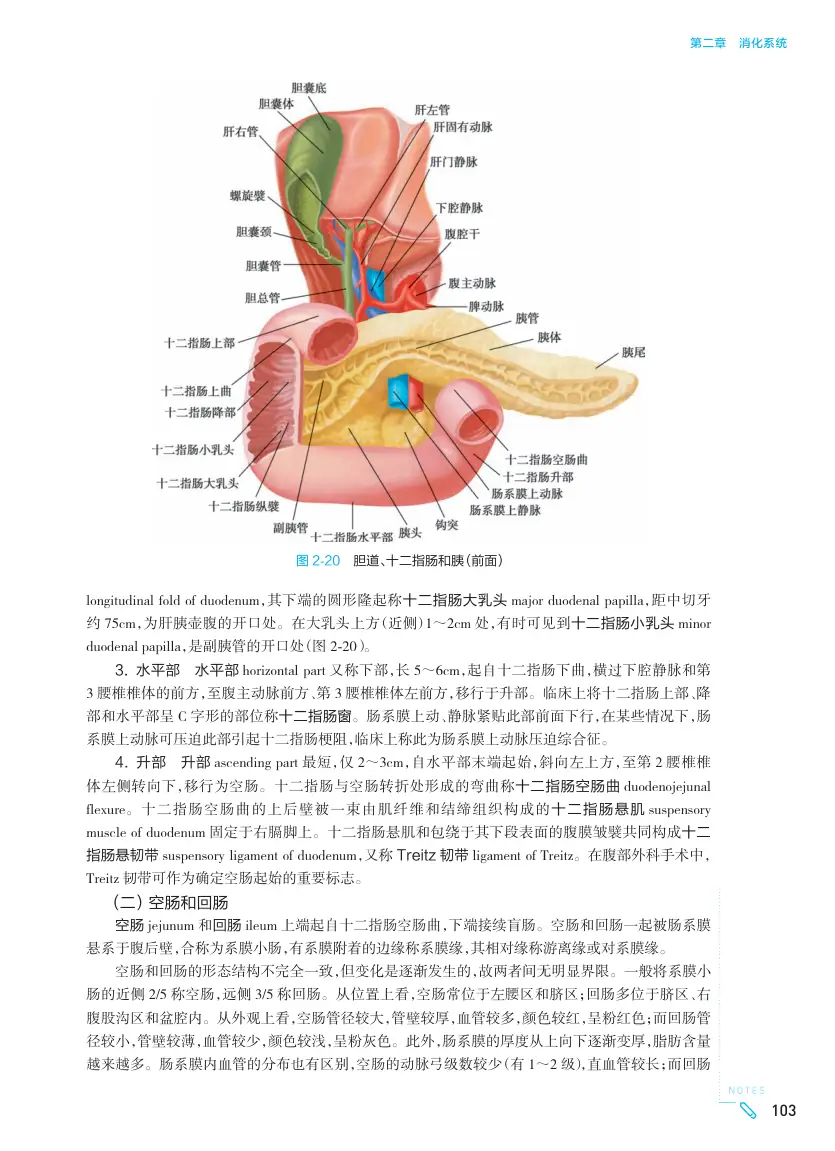 第二章 消化系统
胆囊底
胆囊体
肝左管
肝固有动脉
肝右管
肝门静脉
螺旋襞
下腔静脉
胆囊颈
腹腔干
胆囊管
腹主动脉
胆总管
脾动脉
胰管
十二指肠上部
胰体
胰尾
十二指肠上曲
十二指肠降部
十二指肠小乳头
十二指肠空肠曲
十二指肠升部
十二指肠大乳头
肠系膜上动脉
十二指肠纵襞
肠系膜上静脉
副胰管
十二指肠水平部
胰头
钩突
图 2-20 胆道、十二指肠和胰(前面)
longitudinal fold of duodenum,其下端的圆形隆起称十二指肠大乳头 major duodenal papilla,距中切牙
约 75cm,为肝胰壶腹的开口处。在大乳头上方(近侧)1~2cm 处,有时可见到十二指肠小乳头 minor
duodenal papilla,是副胰管的开口处(图 2-20)。
3. 水平部 水平部 horizontal part 又称下部,长 5~6cm,起自十二指肠下曲,横过下腔静脉和第
3 腰椎椎体的前方,至腹主动脉前方、第 3 腰椎椎体左前方,移行于升部。临床上将十二指肠上部、降
部和水平部呈 C 字形的部位称十二指肠窗。肠系膜上动、静脉紧贴此部前面下行,在某些情况下,肠
系膜上动脉可压迫此部引起十二指肠梗阻,临床上称此为肠系膜上动脉压迫综合征。
4. 升部 升部 ascending part 最短,仅 2~3cm,自水平部末端起始,斜向左上方,至第 2 腰椎椎
体左侧转向下,移行为空肠。十二指肠与空肠转折处形成的弯曲称十二指肠空肠曲 duodenojejunal
flexure。十二指肠空肠曲的上后壁被一束由肌纤维和结缔组织构成的十二指肠悬肌 suspensory
muscle of duodenum 固定于右膈脚上。十二指肠悬肌和包绕于其下段表面的腹膜皱襞共同构成十二
指肠悬韧带 suspensory ligament of duodenum,又称 Treitz 韧带 ligament of Treitz。在腹部外科手术中,
Treitz 韧带可作为确定空肠起始的重要标志。
(二)空肠和回肠
空肠 jejunum 和回肠 ileum 上端起自十二指肠空肠曲,下端接续盲肠。空肠和回肠一起被肠系膜
悬系于腹后壁,合称为系膜小肠,有系膜附着的边缘称系膜缘,其相对缘称游离缘或对系膜缘。
空肠和回肠的形态结构不完全一致,但变化是逐渐发生的,故两者间无明显界限。一般将系膜小
肠的近侧 2/5 称空肠,远侧 3/5 称回肠。从位置上看,空肠常位于左腰区和脐区;回肠多位于脐区、右
腹股沟区和盆腔内。从外观上看,空肠管径较大,管壁较厚,血管较多,颜色较红,呈粉红色;而回肠管
径较小,管壁较薄,血管较少,颜色较浅,呈粉灰色。此外,肠系膜的厚度从上向下逐渐变厚,脂肪含量
越来越多。肠系膜内血管的分布也有区别,空肠的动脉弓级数较少(有 1~2 级),直血管较长;而回肠
NOTES
103